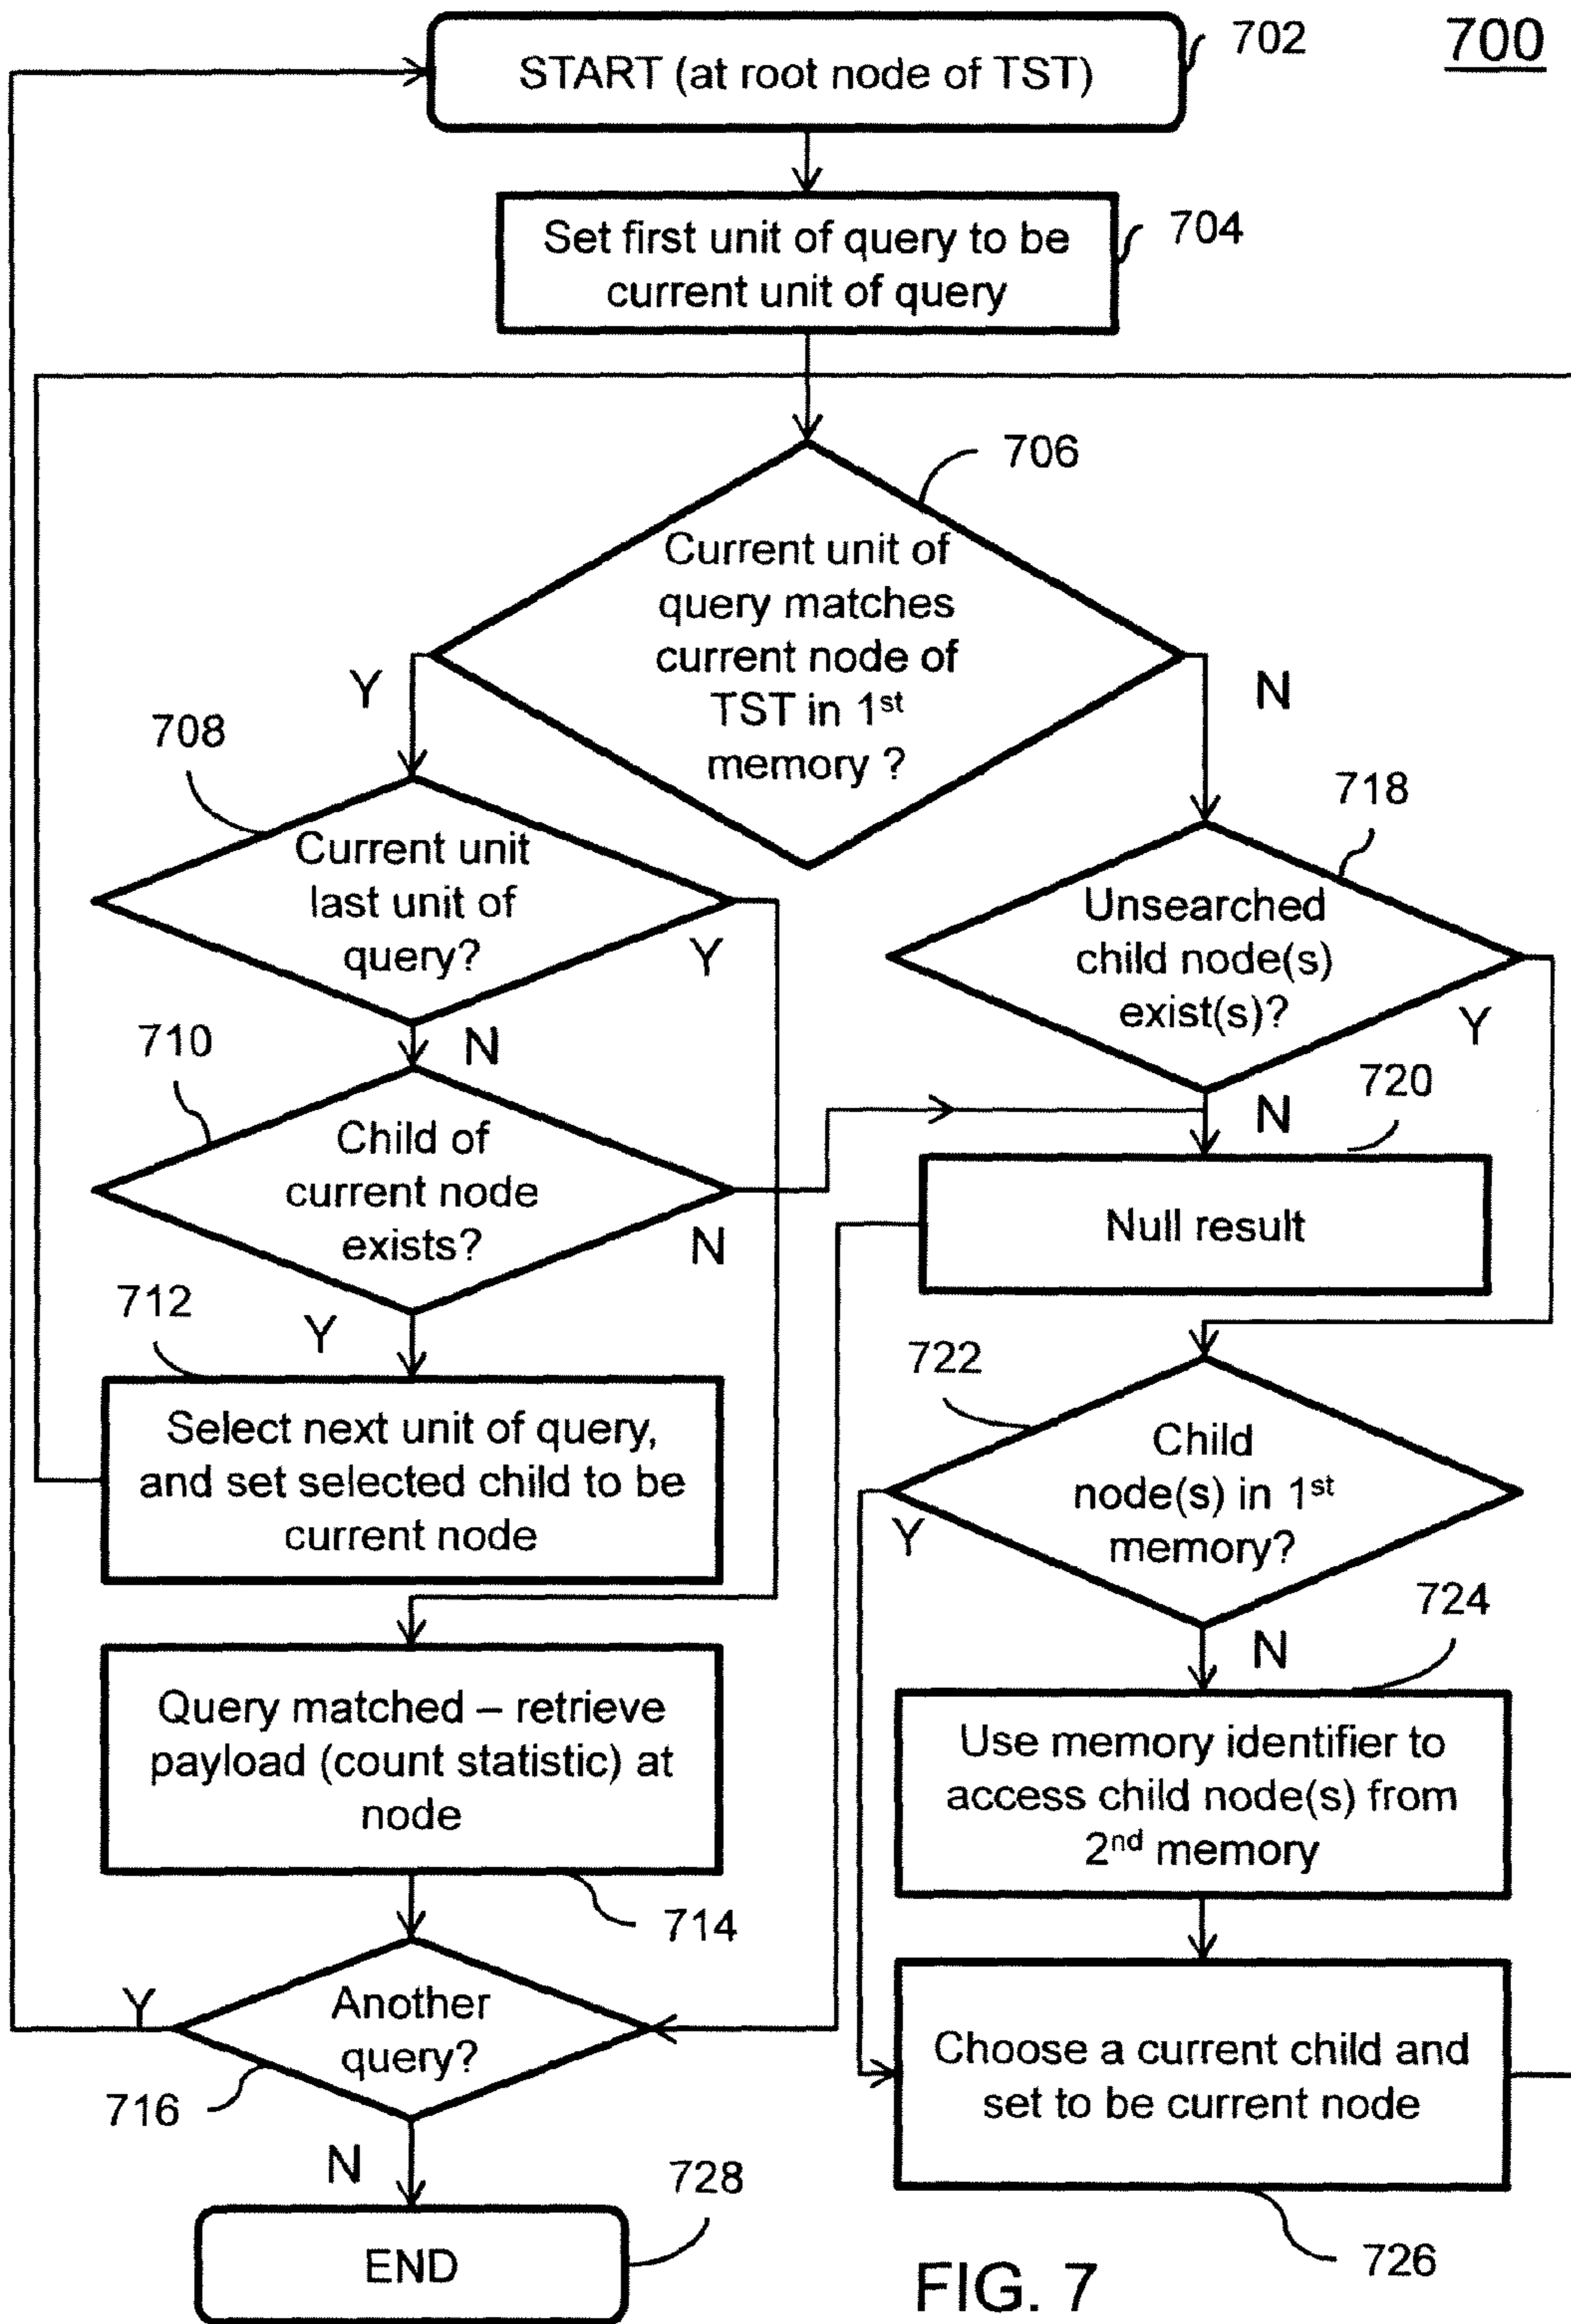 700
START (at root node of TST)
702
Set first unit of query to be
current unit of query
704
706
Current unit of
query matches
current node of
TST in 1st
memory ?
Y
N
708
Current unit
last unit of
query?
Y
N
718
Unsearched
child node(s)
exist(s)?
Y
N
710
Child of
current node
exists?
N
Y
720
Null result
712
Select next unit of query,
and set selected child to be
current node
722
Child
node(s) in 1st
memory?
Y
N
724
Use memory identifier to
access child node(s) from
2nd memory
Query matched – retrieve
payload (count statistic) at
node
714
Another
query?
Y
716
N
Choose a current child and
set to be current node
726
END
728
FIG. 7